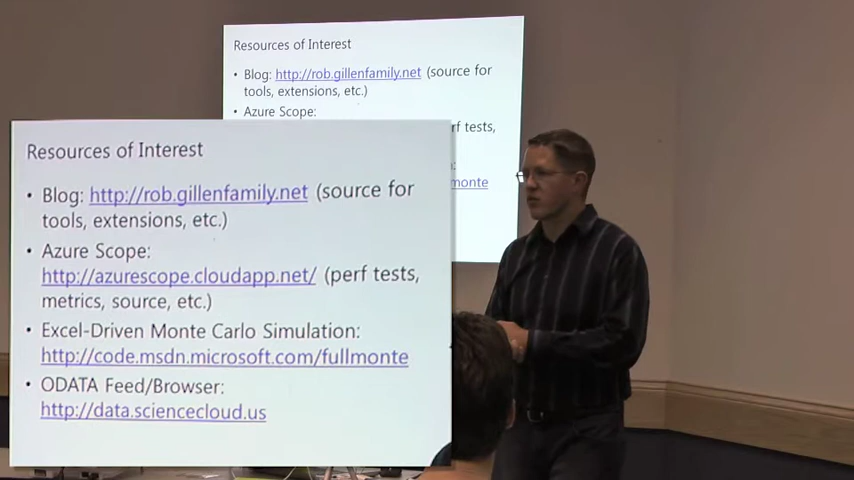 Resources of Interest
• Blog: http://rob.gillenfamily.net (source for
tools, extensions, etc.)
• Azure Scope:
rf tests,
:
monte
Resources of Interest
• Blog: http://rob.gillenfamily.net (source for
tools, extensions, etc.)
• Azure Scope:
http://azurescope.cloudapp.net/ (perf tests,
metrics, source, etc.)
• Excel-Driven Monte Carlo Simulation:
http://code.msdn.microsoft.com/fullmonte
• ODATA Feed/Browser:
http://data.sciencecloud.us